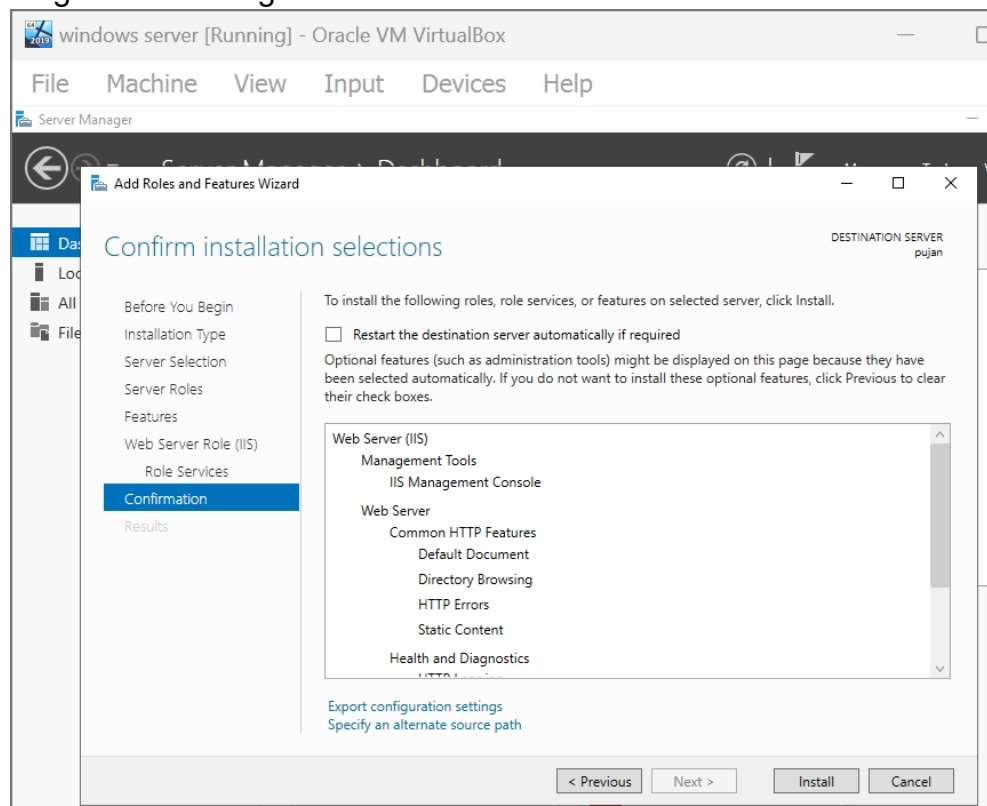 windows server [Running] - Oracle VM VirtualBox
File Machine View Input Devices Help
Server Manager
Add Roles and Features Wizard
Confirm installation selections
DESTINATION SERVER
pujan
Before You Begin
Installation Type
Server Selection
Server Roles
Features
Web Server Role (IIS)
Role Services
Confirmation
Results
To install the following roles, role services, or features on selected server, click Install.
Restart the destination server automatically if required
Optional features (such as administration tools) might be displayed on this page because they have
been selected automatically. If you do not want to install these optional features, click Previous to clear
their check boxes.
Web Server (IIS)
Management Tools
IIS Management Console
Web Server
Common HTTP Features
Default Document
Directory Browsing
HTTP Errors
Static Content
Health and Diagnostics
Export configuration settings
Specify an alternate source path
< Previous
Next >
Install
Cancel
All
File